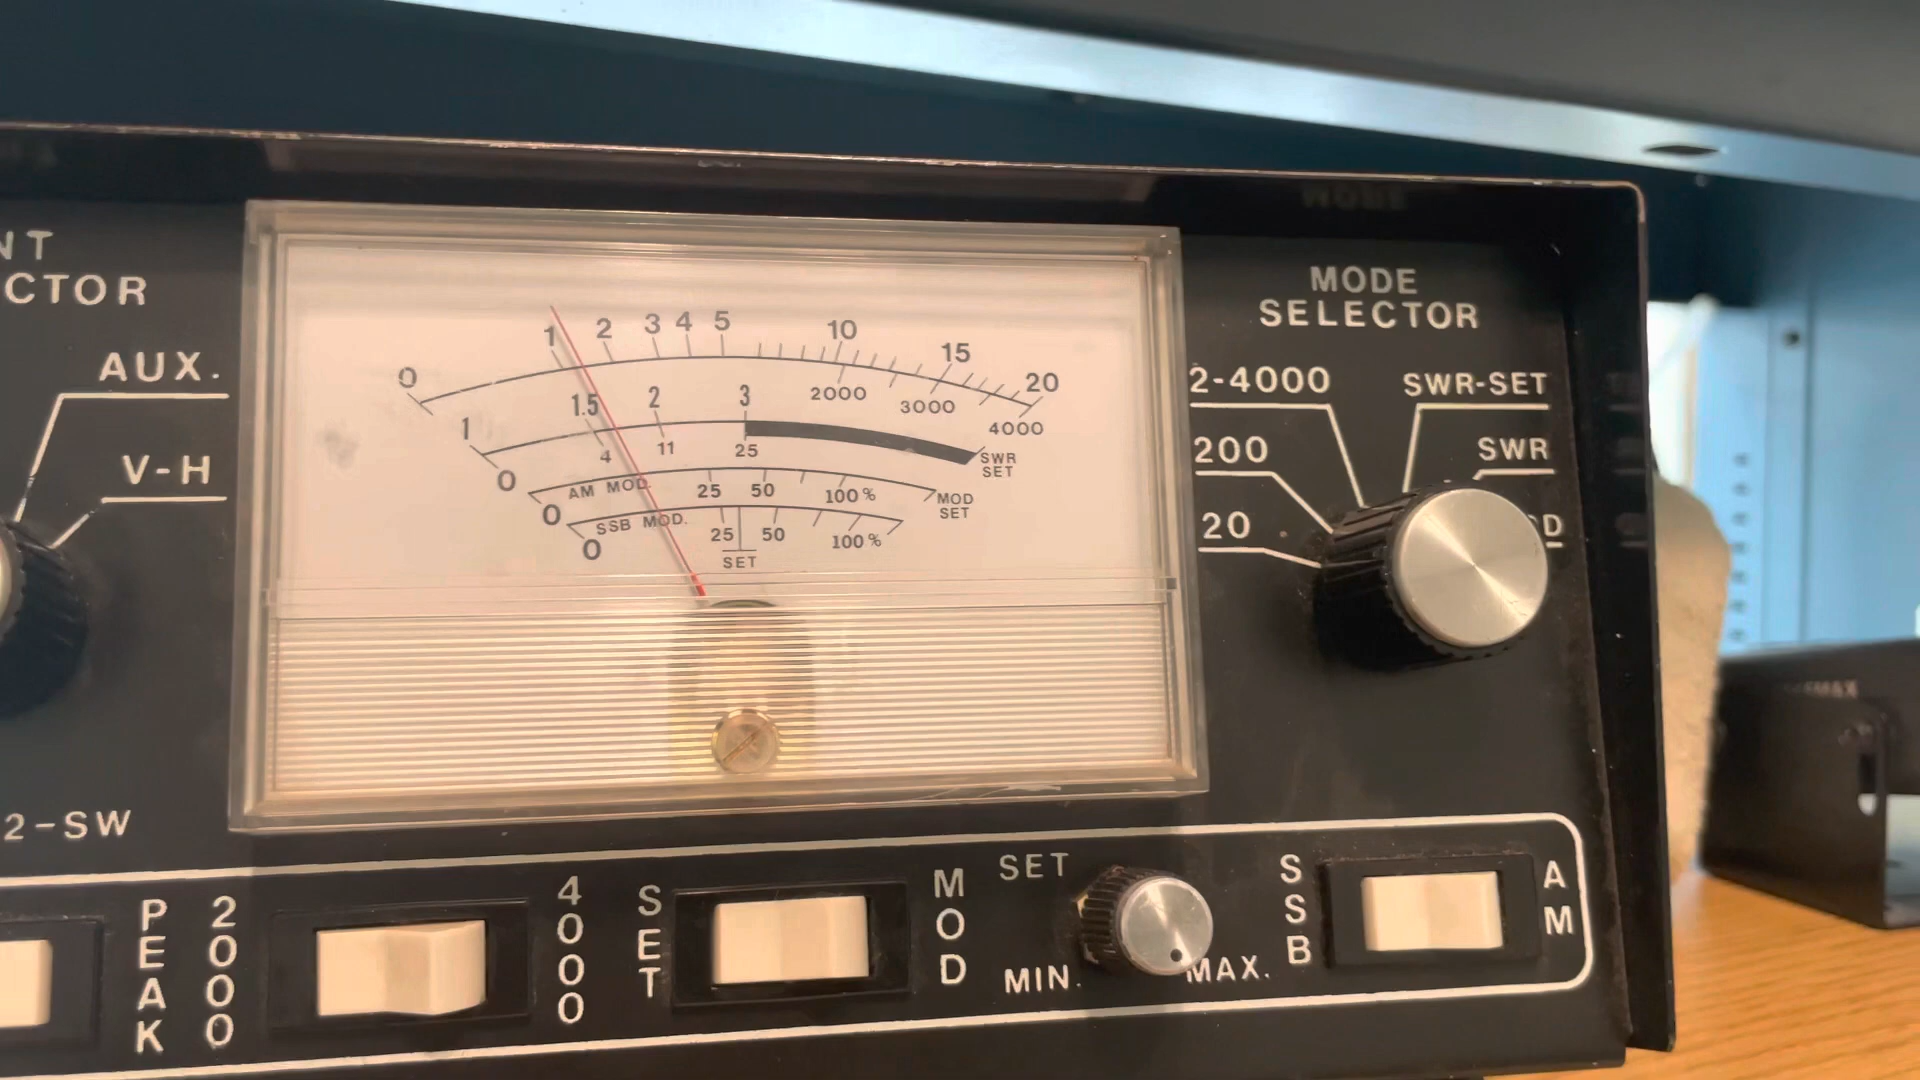 NT
CTOR
AUX.
V-H
2-SW
0 1 2 3 4 5 10 15 20
2000 3000 4000
1 1.5 2 3
SWR
SET
0 4 11 25
AM MOD. 25 50 100%
MOD
SET
0
SSB MOD. 25 50 100%
0
SET
MODE
SELECTOR
2-4000
200
20
SWR-SET
SWR
D
PEAK
2000
4000
SET
MOD
SET
MIN.
MAX.
SSB
AM